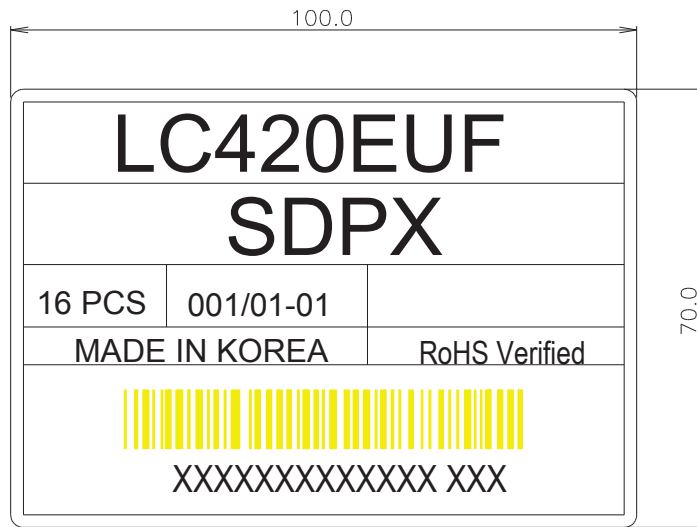 100.0
LC420EUF
SDPX
16 PCS 001/01-01
70.0
MADE IN KOREA RoHS Verified
XXXXXXXXXXXXX XXX